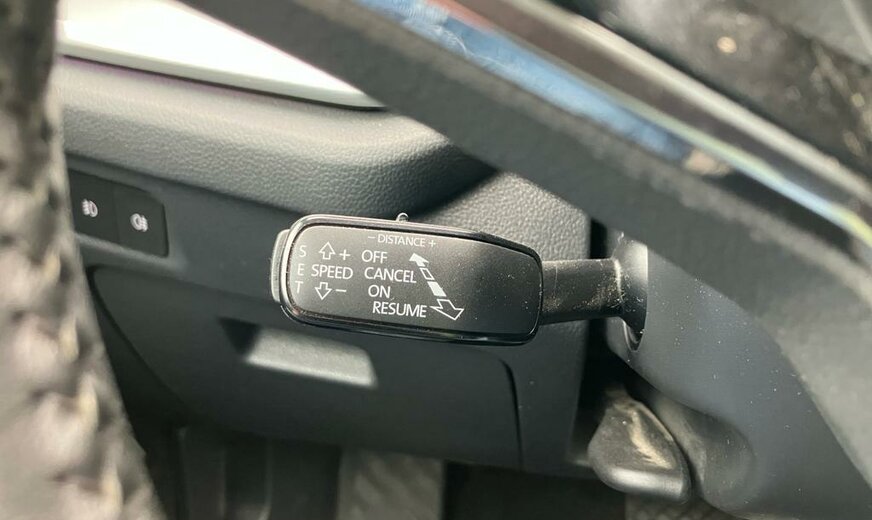 – DISTANCE +
S
E
T
+
SPEED
–
OFF
CANCEL
ON
RESUME